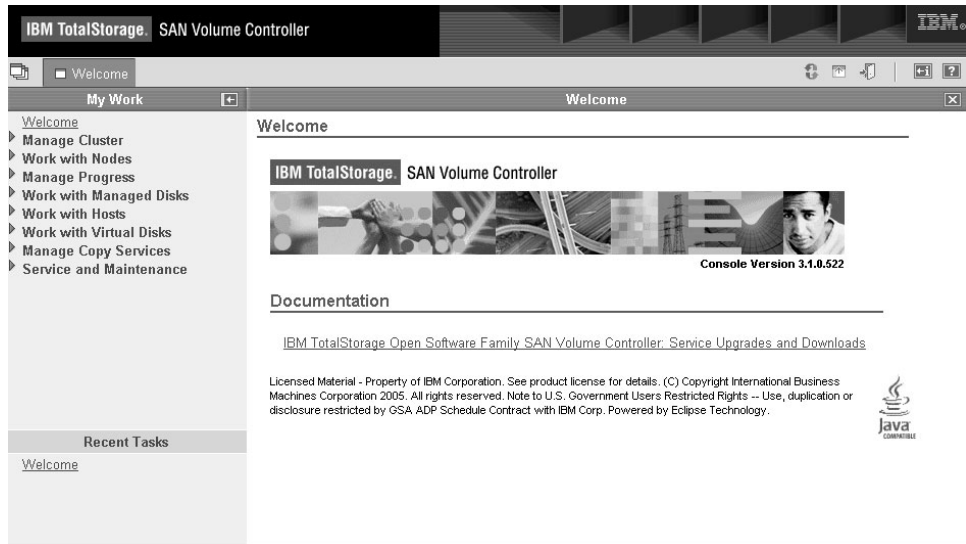 IBM TotalStorage. SAN Volume Controller
IBM®
Welcome
?
My Work
Welcome
Welcome
Manage Cluster
Work with Nodes
Manage Progress
Work with Managed Disks
Work with Hosts
Work with Virtual Disks
Manage Copy Services
Service and Maintenance
Recent Tasks
Welcome
Welcome
IBM TotalStorage. SAN Volume Controller
Console Version 3.1.0.522
Documentation
IBM TotalStorage Open Software Family SAN Volume Controller: Service Upgrades and Downloads
Licensed Material - Property of IBM Corporation. See product license for details. (C) Copyright International Business
Machines Corporation 2005. All rights reserved. Note to U.S. Government Users Restricted Rights -- Use, duplication or
disclosure restricted by GSA ADP Schedule Contract with IBM Corp. Powered by Eclipse Technology.
Java
COMPATIBLE